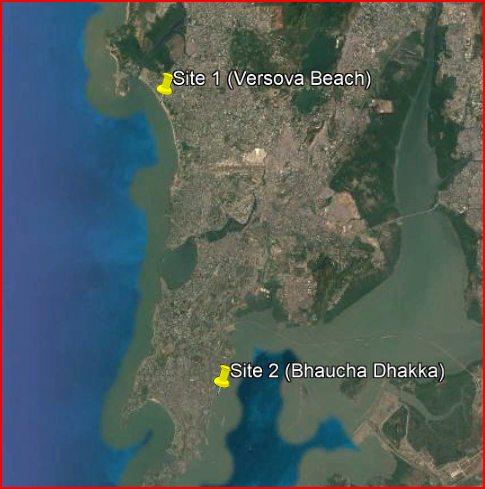 Site 1 (Versova Beach)
Site 2 (Bhaucha Dhakka)